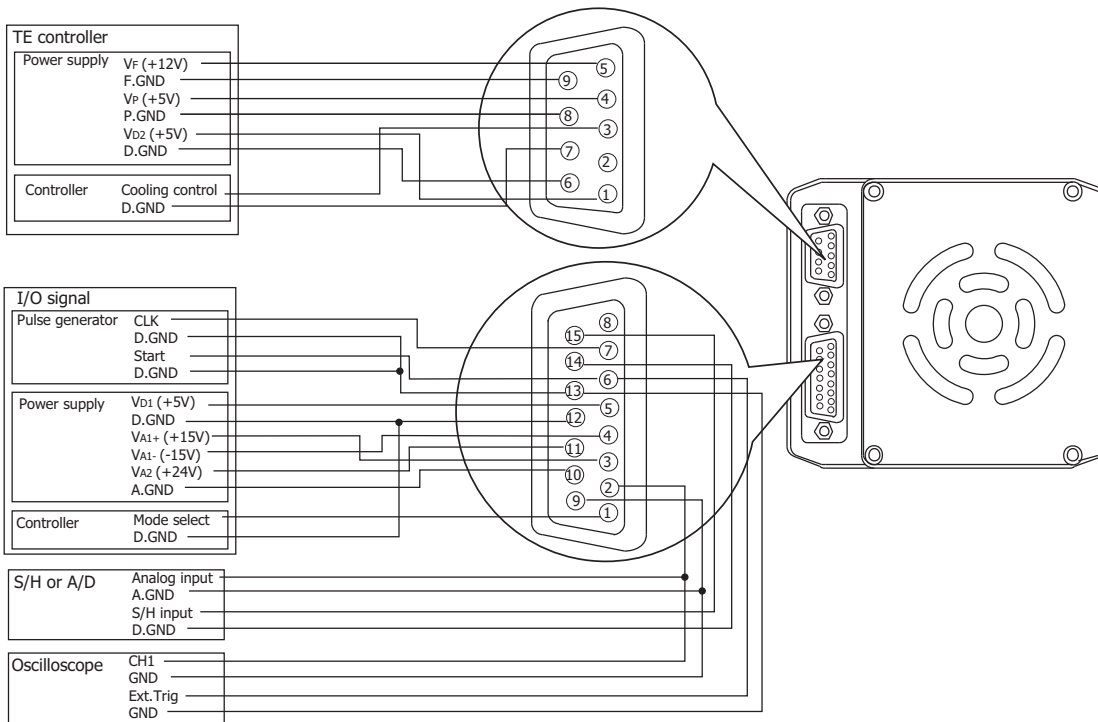 TE controller
Power supply
VF (+12V)
F.GND
VP (+5V)
P.GND
VD2 (+5V)
D.GND
Controller
Cooling control
D.GND
5
9
4
8
3
7
2
6
1
I/O signal
Pulse generator
CLK
D.GND
Start
D.GND
Power supply
VD1 (+5V)
D.GND
VA1+ (+15V)
VA1- (-15V)
VA2 (+24V)
A.GND
Controller
Mode select
D.GND
8
15
7
14
6
13
5
12
4
11
3
10
2
9
1
S/H or A/D
Analog input
A.GND
S/H input
D.GND
Oscilloscope
CH1
GND
Ext.Trig
GND